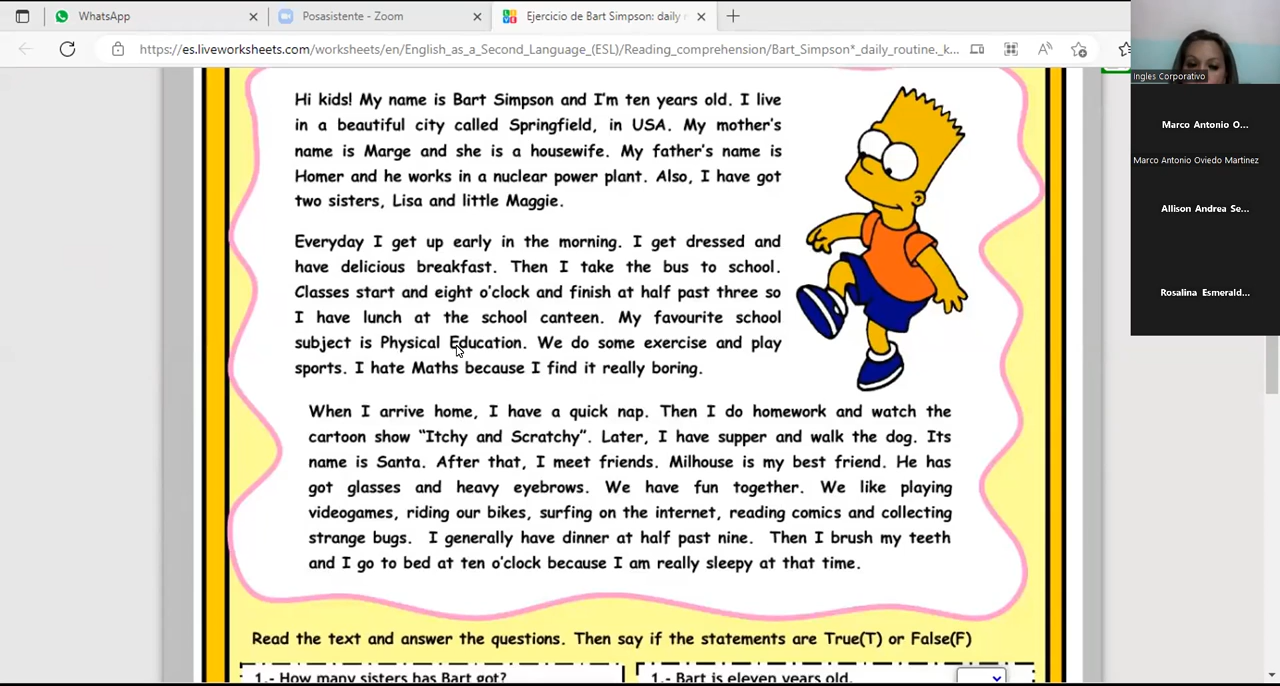 WhatsApp
Posasistente - Zoom
Ejercicio de Bart Simpson: daily r
https://es.liveworksheets.com/worksheets/en/English_as_a_Second_Language_(ESL)/Reading_comprehension/Bart_Simpson*_daily_routine._k...
Hi kids! My name is Bart Simpson and I'm ten years old. I live
in a beautiful city called Springfield, in USA. My mother's
name is Marge and she is a housewife. My father's name is
Homer and he works in a nuclear power plant. Also, I have got
two sisters, Lisa and little Maggie.
Everyday I get up early in the morning. I get dressed and
have delicious breakfast. Then I take the bus to school.
Classes start and eight o'clock and finish at half past three so
I have lunch at the school canteen. My favourite school
subject is Physical Education. We do some exercise and play
sports. I hate Maths because I find it really boring.
When I arrive home, I have a quick nap. Then I do homework and watch the
cartoon show “Itchy and Scratchy”. Later, I have supper and walk the dog. Its
name is Santa. After that, I meet friends. Milhouse is my best friend. He has
got glasses and heavy eyebrows. We have fun together. We like playing
videogames, riding our bikes, surfing on the internet, reading comics and collecting
strange bugs. I generally have dinner at half past nine. Then I brush my teeth
and I go to bed at ten o'clock because I am really sleepy at that time.
Read the text and answer the questions. Then say if the statements are True(T) or False(F)
1.- How many sisters has Bart got?
1.- Bart is eleven years old.
Ingles Corporativo
Marco Antonio O...
Marco Antonio Oviedo Martinez
Allison Andrea Se...
Rosalina Esmerald...